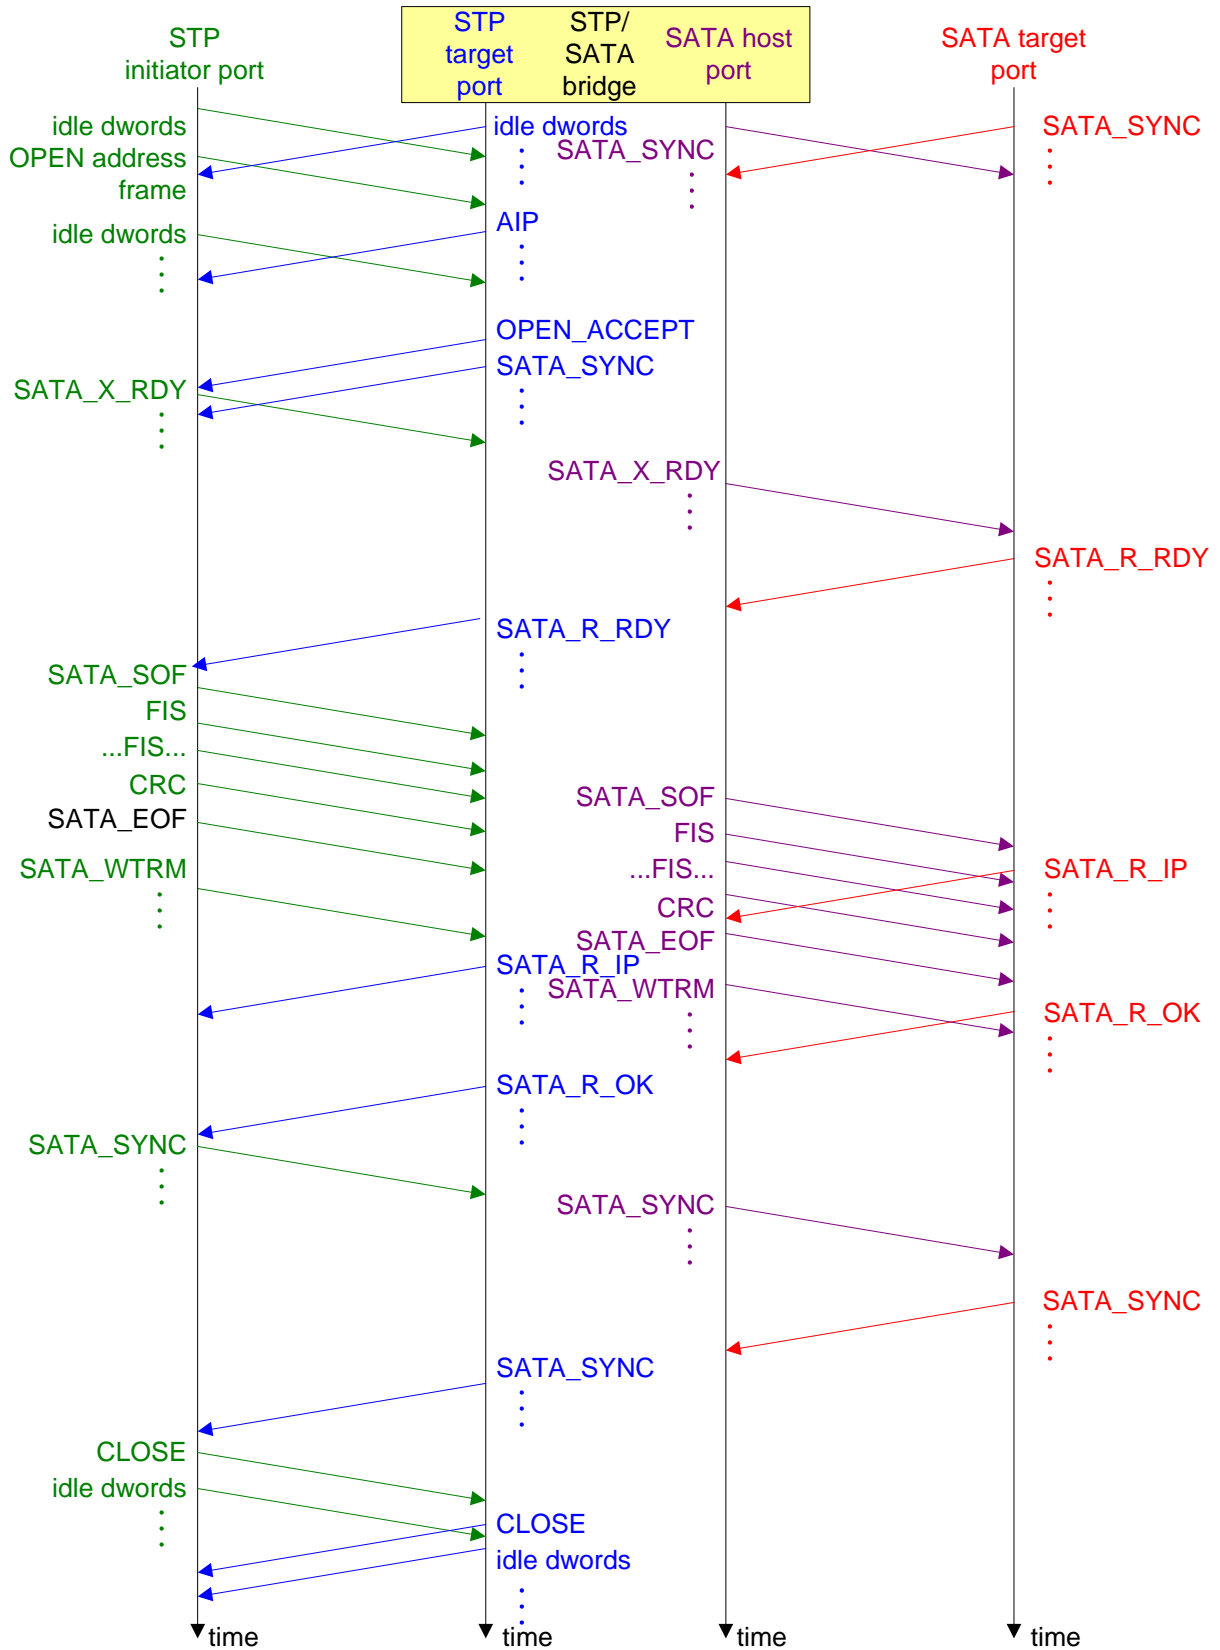 STP
initiator port
STP
target
port
STP/
SATA
bridge
SATA host
port
SATA target
port
idle dwords
idle dwords
SATA_SYNC
SATA_SYNC
OPEN address
frame
AIP
idle dwords
OPEN_ACCEPT
SATA_SYNC
SATA_X_RDY
SATA_X_RDY
SATA_R_RDY
SATA_R_RDY
SATA_SOF
FIS
...FIS...
CRC
SATA_SOF
SATA_EOF
FIS
SATA_WTRM
...FIS...
SATA_R_IP
CRC
SATA_EOF
SATA_R_IP
SATA_WTRM
SATA_R_OK
SATA_R_OK
SATA_SYNC
SATA_SYNC
SATA_SYNC
SATA_SYNC
CLOSE
idle dwords
CLOSE
idle dwords
time
time
time
time